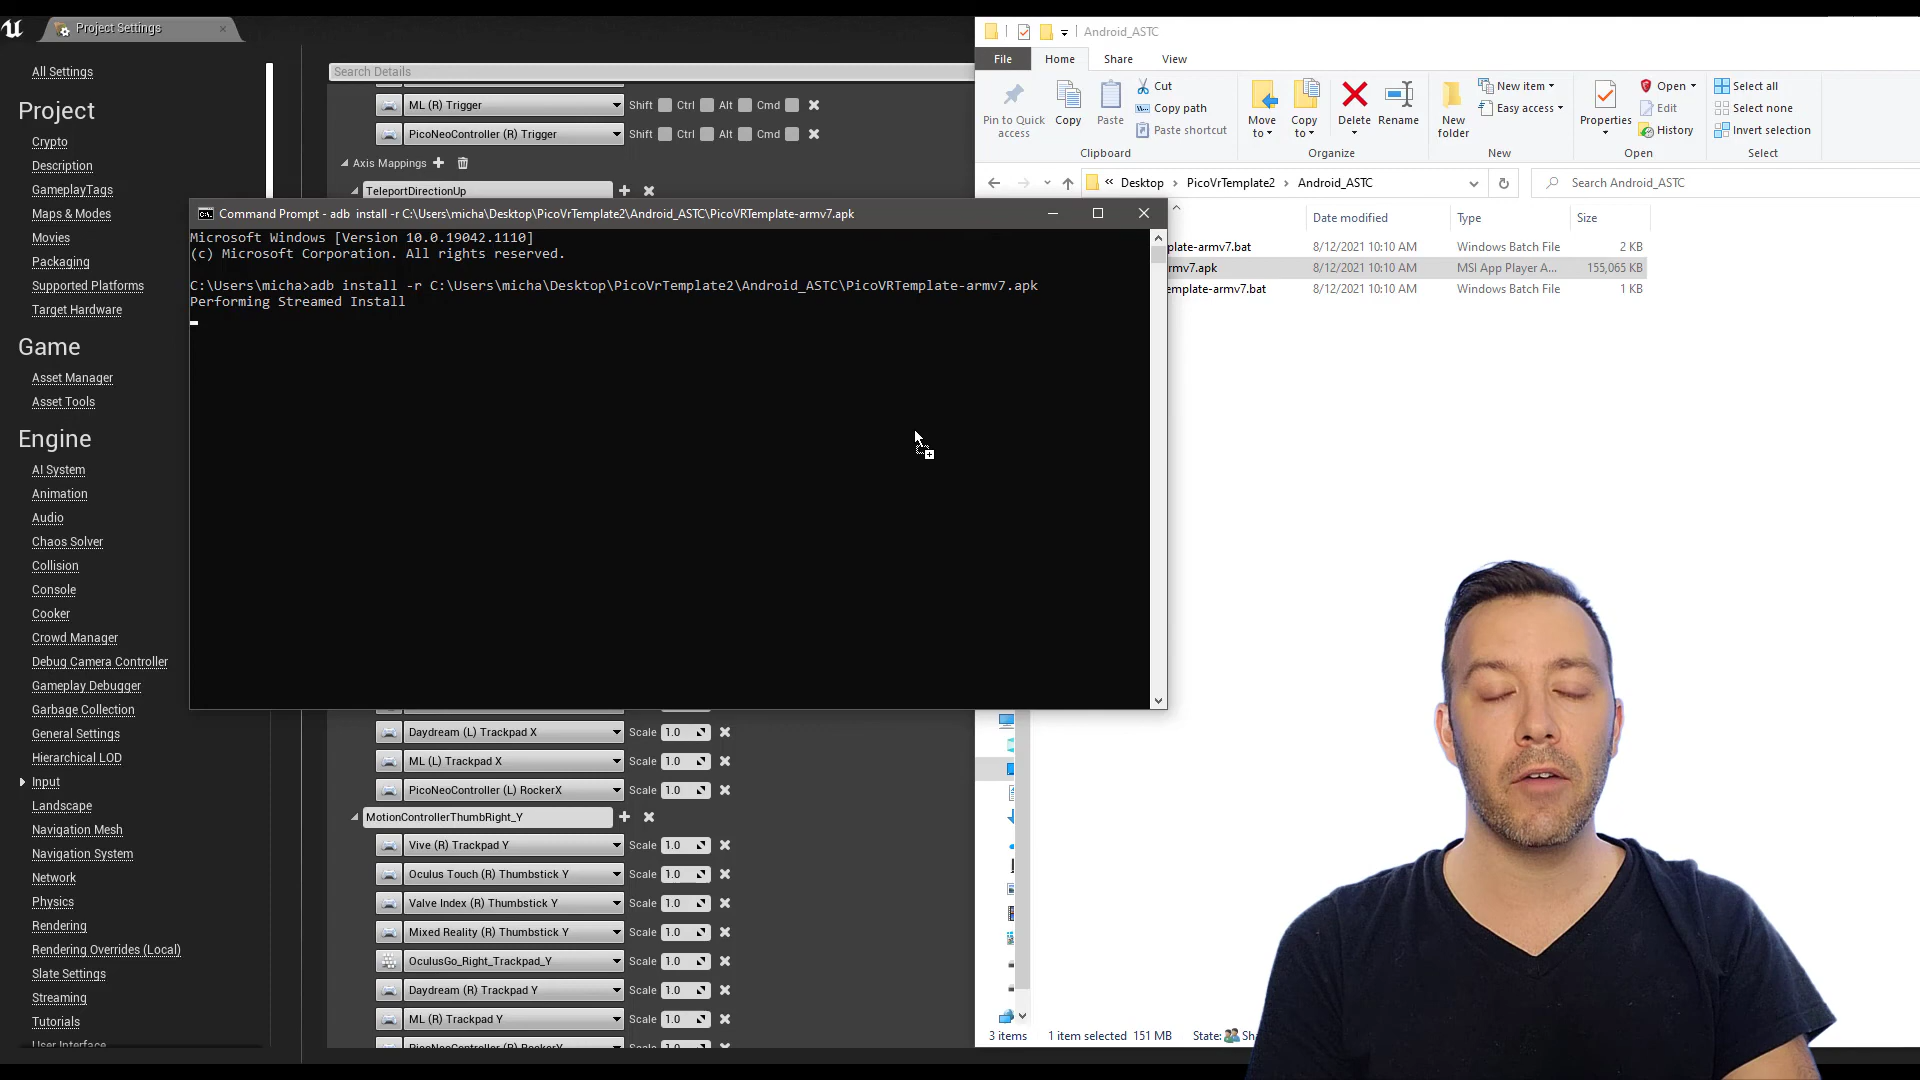 Project Settings
All Settings
Project
Crypto
Description
GameplayTags
Maps & Modes
Movies
Packaging
Supported Platforms
Target Hardware
Game
Asset Manager
Asset Tools
Engine
AI System
Animation
Audio
Chaos Solver
Collision
Console
Cooker
Crowd Manager
Debug Camera Controller
Gameplay Debugger
Garbage Collection
General Settings
Hierarchical LOD
Input
Landscape
Navigation Mesh
Navigation System
Network
Physics
Rendering
Rendering Overrides (Local)
Slate Settings
Streaming
Tutorials
User Interface
Search Details
ML (R) Trigger Shift Ctrl Alt Cmd
PicoNeoController (R) Trigger Shift Ctrl Alt Cmd
Axis Mappings
TeleportDirectionUp
Command Prompt - adb install -r C:\Users\micha\Desktop\PicoVrTemplate2\Android_ASTC\PicoVRTemplate-armv7.apk
Microsoft Windows [Version 10.0.19042.1110]
(c) Microsoft Corporation. All rights reserved.
C:\Users\micha>adb install -r C:\Users\micha\Desktop\PicoVrTemplate2\Android_ASTC\PicoVRTemplate-armv7.apk
Performing Streamed Install
Daydream (L) Trackpad X Scale 1.0
ML (L) Trackpad X Scale 1.0
PicoNeoController (L) RockerX Scale 1.0
MotionControllerThumbRight_Y
Vive (R) Trackpad Y Scale 1.0
Oculus Touch (R) Thumbstick Y Scale 1.0
Valve Index (R) Thumbstick Y Scale 1.0
Mixed Reality (R) Thumbstick Y Scale 1.0
OculusGo_Right_Trackpad_Y Scale 1.0
Daydream (R) Trackpad Y Scale 1.0
ML (R) Trackpad Y Scale 1.0
PicoNeoController (R) RockerY Scale 1.0
Android_ASTC
File Home Share View
Pin to Quick access
Copy
Paste
Cut
Copy path
Paste shortcut
Clipboard
Move to
Copy to
Delete
Rename
Organize
New folder
New item
Easy access
New
Properties
Open
Edit
History
Open
Select all
Select none
Invert selection
Select
« Desktop › PicoVrTemplate2 › Android_ASTC
Search Android_ASTC
Date modified Type Size
plate-armv7.bat 8/12/2021 10:10 AM Windows Batch File 2 KB
rmv7.apk 8/12/2021 10:10 AM MSI App Player A... 155,065 KB
emplate-armv7.bat 8/12/2021 10:10 AM Windows Batch File 1 KB
3 items 1 item selected 151 MB State: Sh